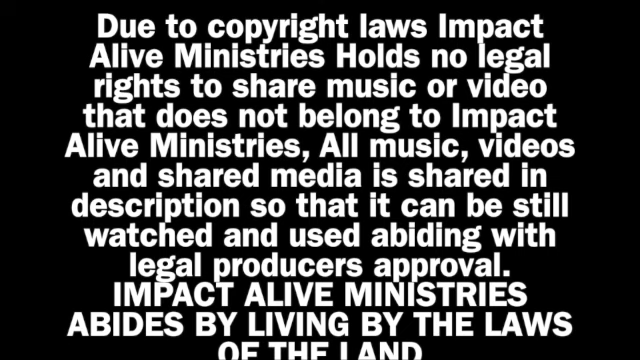 Due to copyright laws Impact
Alive Ministries Holds no legal
rights to share music or video
that does not belong to Impact
Alive Ministries, All music, videos
and shared media is shared in
description so that it can be still
watched and used abiding with
legal producers approval.
IMPACT ALIVE MINISTRIES
ABIDES BY LIVING BY THE LAWS
OF THE LAND